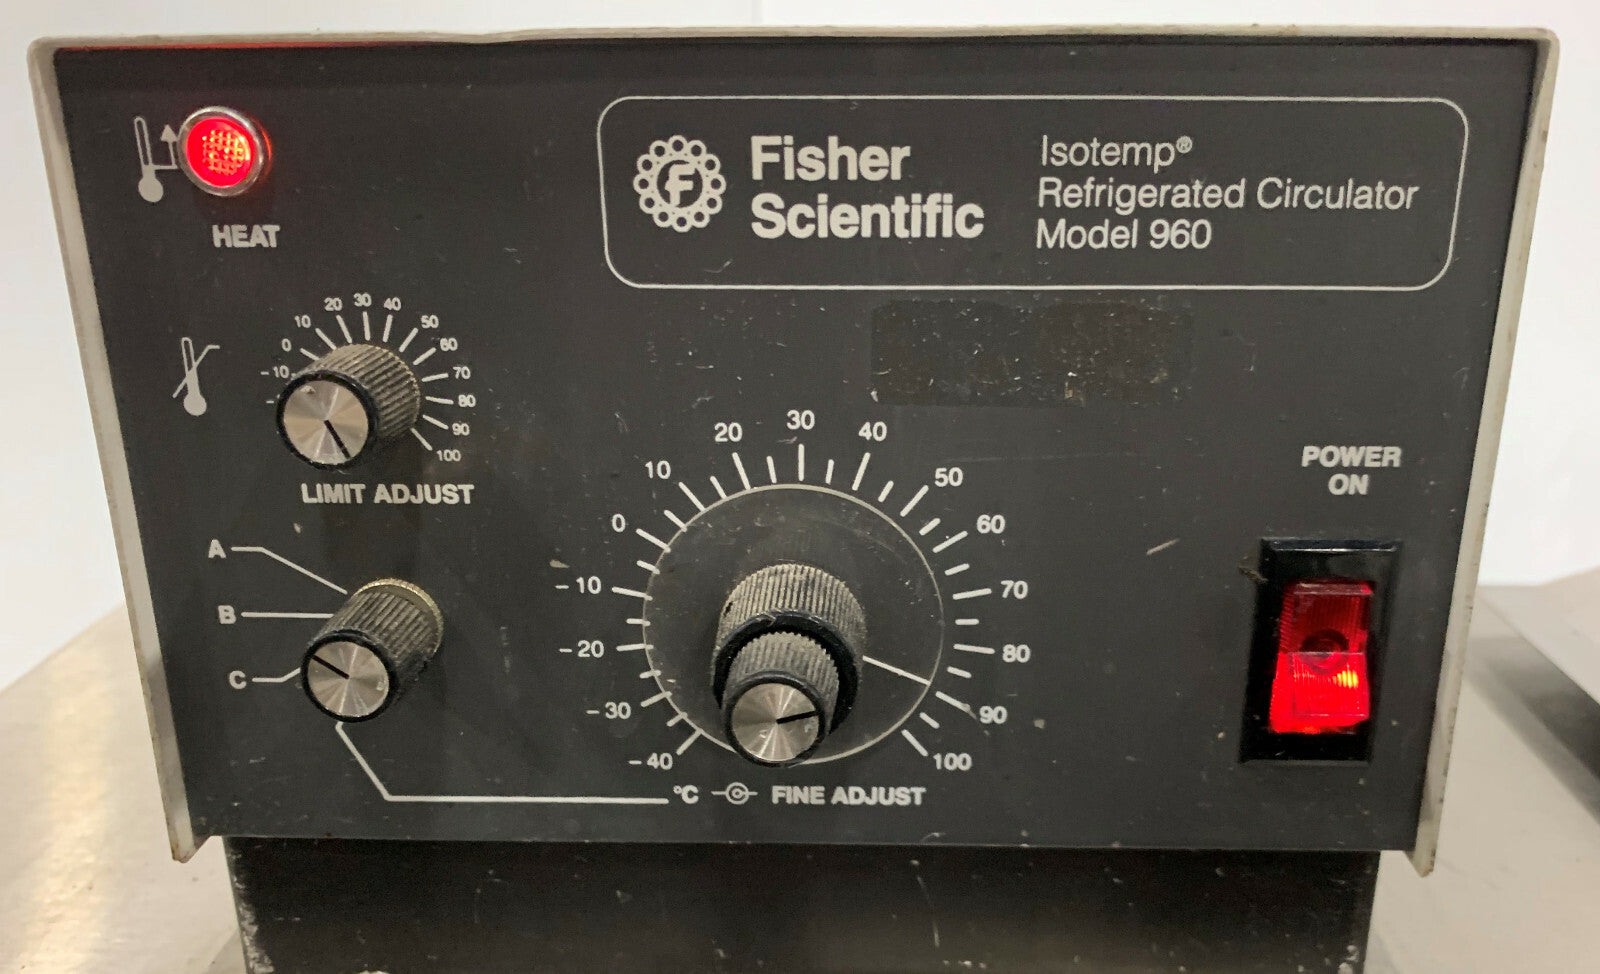 Fisher
Scientific
Isotemp®
Refrigerated Circulator
Model 960
HEAT
-10 0 10 20 30 40 50 60 70 80 90 100
LIMIT ADJUST
A
B
C
-40 -30 -20 -10 0 10 20 30 40 50 60 70 80 90 100
°C FINE ADJUST
POWER
ON